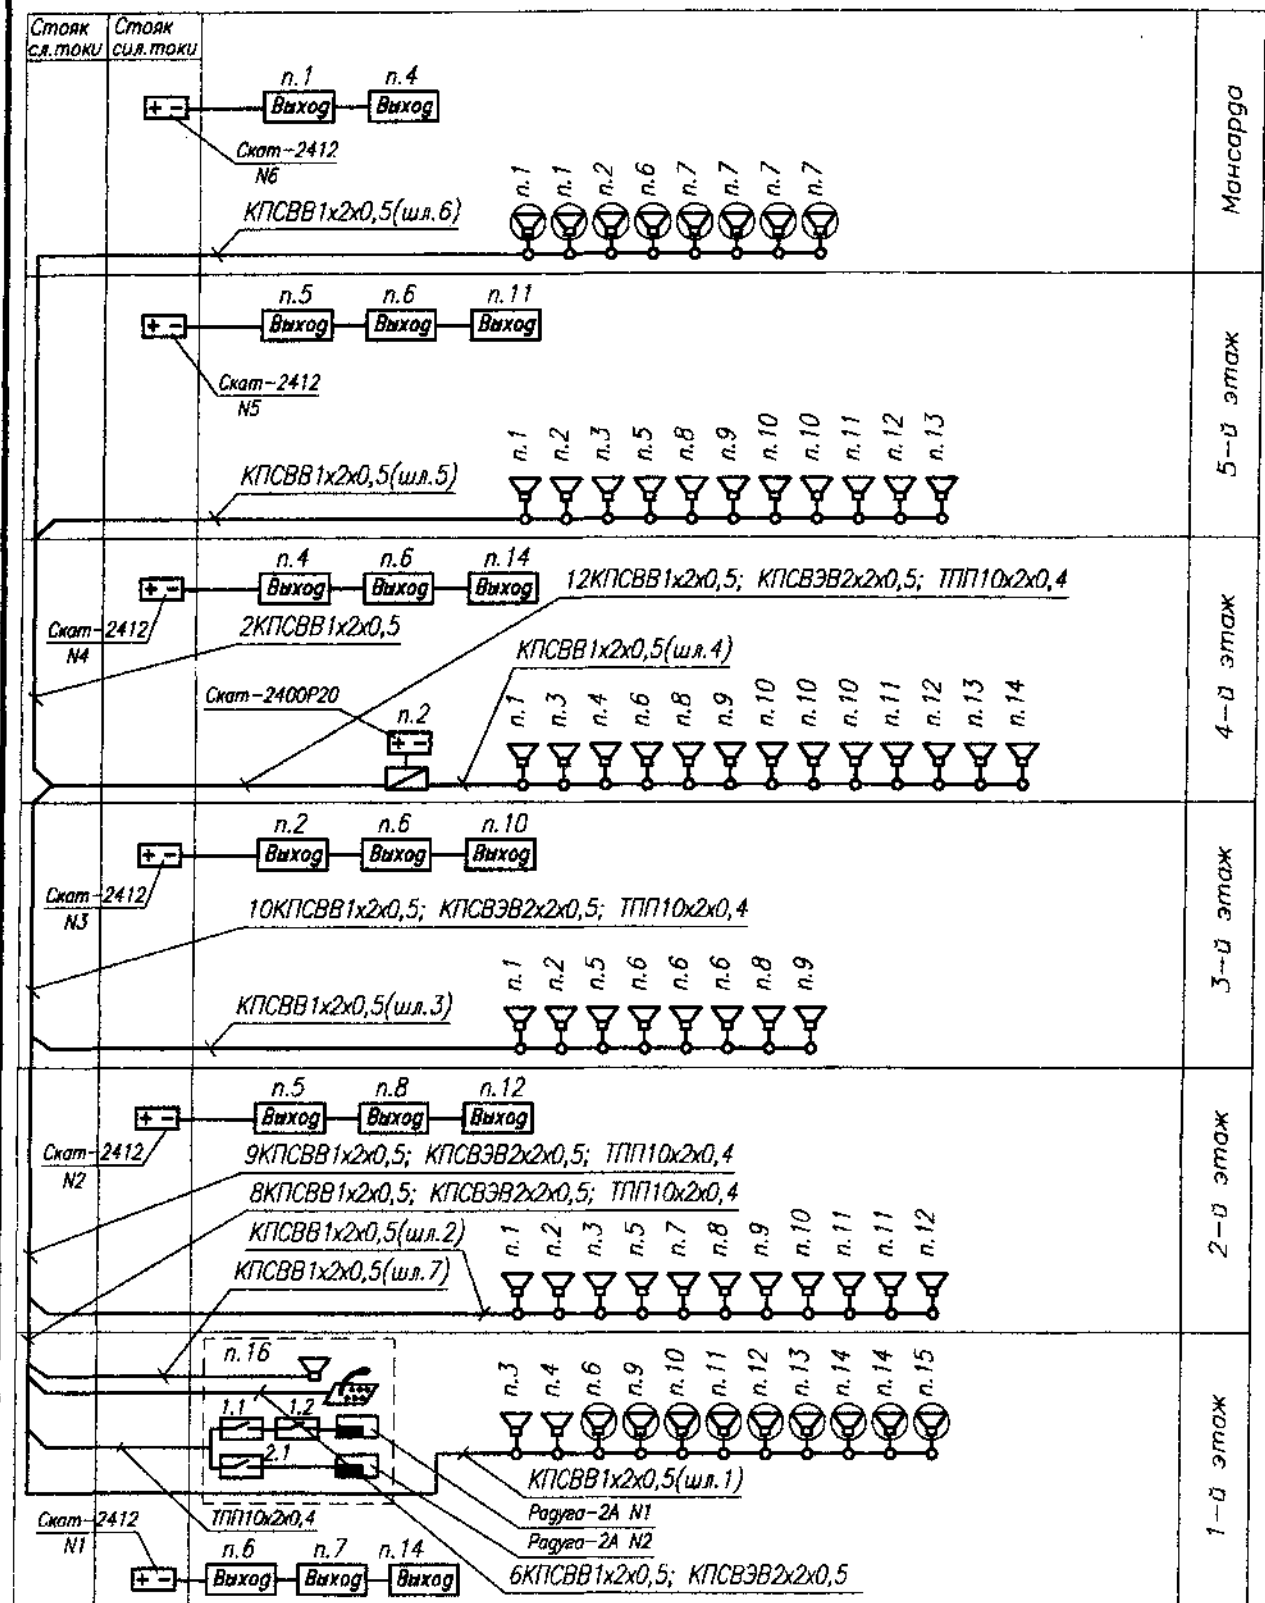 Стояк
сл.токи
Стояк
сил.токи
п.1 п.4
+ - Выход Выход
Скат-2412
N6
п.1 п.1 п.2 п.6 п.7 п.7 п.7 п.7
КПСВВ1х2х0,5(шл.6)
Мансарда
п.5 п.6 п.11
+ - Выход Выход Выход
Скат-2412
N5
п.1 п.2 п.3 п.5 п.8 п.9 п.10 п.10 п.11 п.12 п.13
КПСВВ1х2х0,5(шл.5)
5-й этаж
п.4 п.6 п.14
+ - Выход Выход Выход
12КПСВВ1х2х0,5; КПСВЭВ2х2х0,5; ТПП10х2х0,4
Скат-2412
N4
2КПСВВ1х2х0,5
КПСВВ1х2х0,5(шл.4)
Скат-2400Р20
п.2
+ -
п.1 п.3 п.4 п.6 п.8 п.9 п.10 п.10 п.10 п.11 п.12 п.13 п.14
4-й этаж
п.2 п.6 п.10
+ - Выход Выход Выход
Скат-2412
N3
10КПСВВ1х2х0,5; КПСВЭВ2х2х0,5; ТПП10х2х0,4
п.1 п.2 п.5 п.6 п.6 п.6 п.8 п.9
КПСВВ1х2х0,5(шл.3)
3-й этаж
п.5 п.8 п.12
+ - Выход Выход Выход
Скат-2412
N2
9КПСВВ1х2х0,5; КПСВЭВ2х2х0,5; ТПП10х2х0,4
8КПСВВ1х2х0,5; КПСВЭВ2х2х0,5; ТПП10х2х0,4
КПСВВ1х2х0,5(шл.2)
КПСВВ1х2х0,5(шл.7)
п.1 п.2 п.3 п.5 п.7 п.8 п.9 п.10 п.11 п.11 п.12
2-й этаж
п.16
1.1 1.2
2.1
п.3 п.4 п.6 п.9 п.10 п.11 п.12 п.13 п.14 п.14 п.15
КПСВВ1х2х0,5(шл.1)
Радуга-2А N1
Радуга-2А N2
6КПСВВ1х2х0,5; КПСВЭВ2х2х0,5
ТПП10х2х0,4
Скат-2412
N1
п.6 п.7 п.14
+ - Выход Выход Выход
1-й этаж